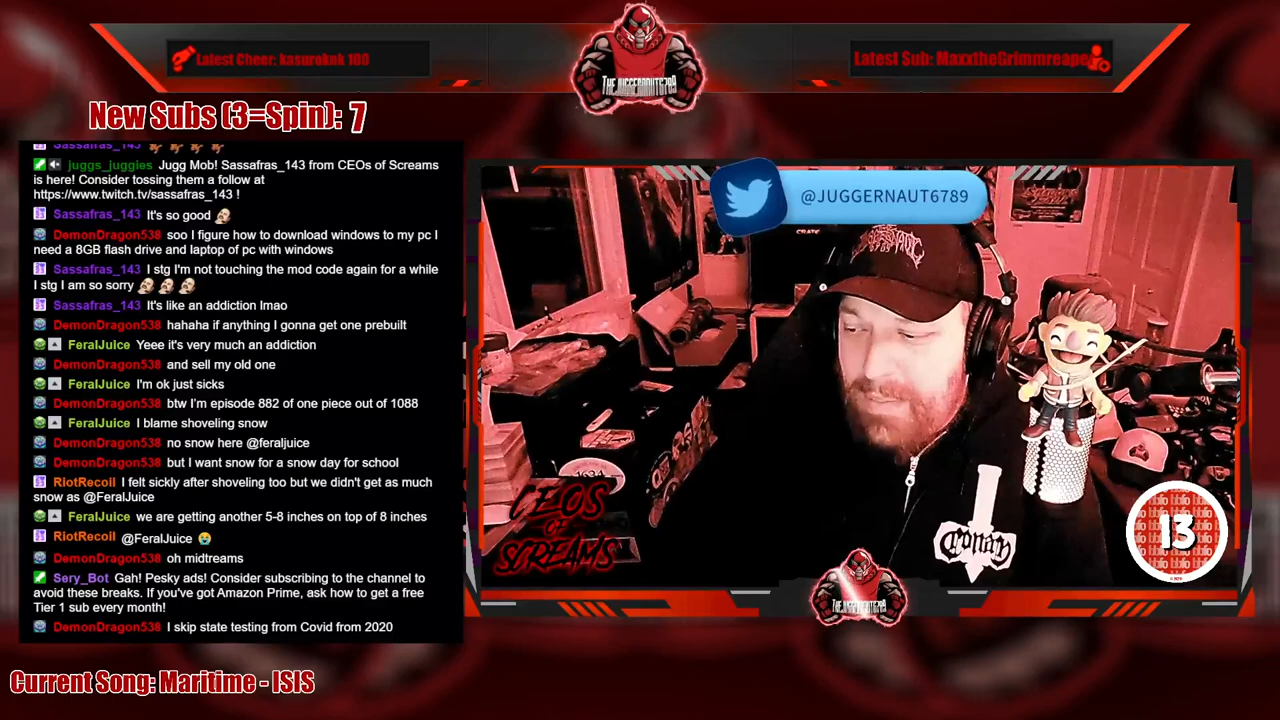 Latest Cheer: kasuroknk 100
THEJUGGERNAUT6789
Latest Sub: MaxxtheGrimmreape
New Subs (3=Spin): 7
Sassafras_143
juggs_juggies Jugg Mob! Sassafras_143 from CEOs of Screams
is here! Consider tossing them a follow at
https://www.twitch.tv/sassafras_143 !
Sassafras_143 It's so good
DemonDragon538 soo I figure how to download windows to my pc I
need a 8GB flash drive and laptop of pc with windows
Sassafras_143 I stg I'm not touching the mod code again for a while
I stg I am so sorry
Sassafras_143 It's like an addiction lmao
DemonDragon538 hahaha if anything I gonna get one prebuilt
FeralJuice Yeee it's very much an addiction
DemonDragon538 and sell my old one
FeralJuice I'm ok just sicks
DemonDragon538 btw I'm episode 882 of one piece out of 1088
FeralJuice I blame shoveling snow
DemonDragon538 no snow here @feraljuice
DemonDragon538 but I want snow for a snow day for school
RiotRecoil I felt sickly after shoveling too but we didn't get as much
snow as @FeralJuice
FeralJuice we are getting another 5-8 inches on top of 8 inches
RiotRecoil @FeralJuice
DemonDragon538 oh midtreams
Sery_Bot Gah! Pesky ads! Consider subscribing to the channel to
avoid these breaks. If you've got Amazon Prime, ask how to get a free
Tier 1 sub every month!
DemonDragon538 I skip state testing from Covid from 2020
@JUGGERNAUT6789
CRATE
CEOS
OF
SCREAMS
Conan
13
THEJUGGERNAUT6789
Current Song: Maritime - ISIS